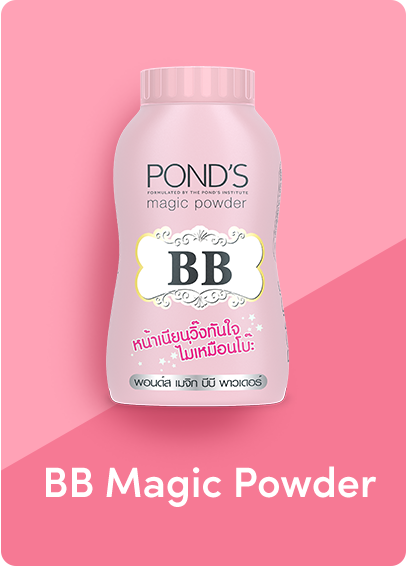 POND'S
FORMULATED BY THE POND'S INSTITUTE
magic powder
BB
หน้าเนียนวิ๊งทันใจ
ไม่เหมือนโบ๊ะ
พอนด์ส เมจิก บีบี พาวเดอร์
BB Magic Powder